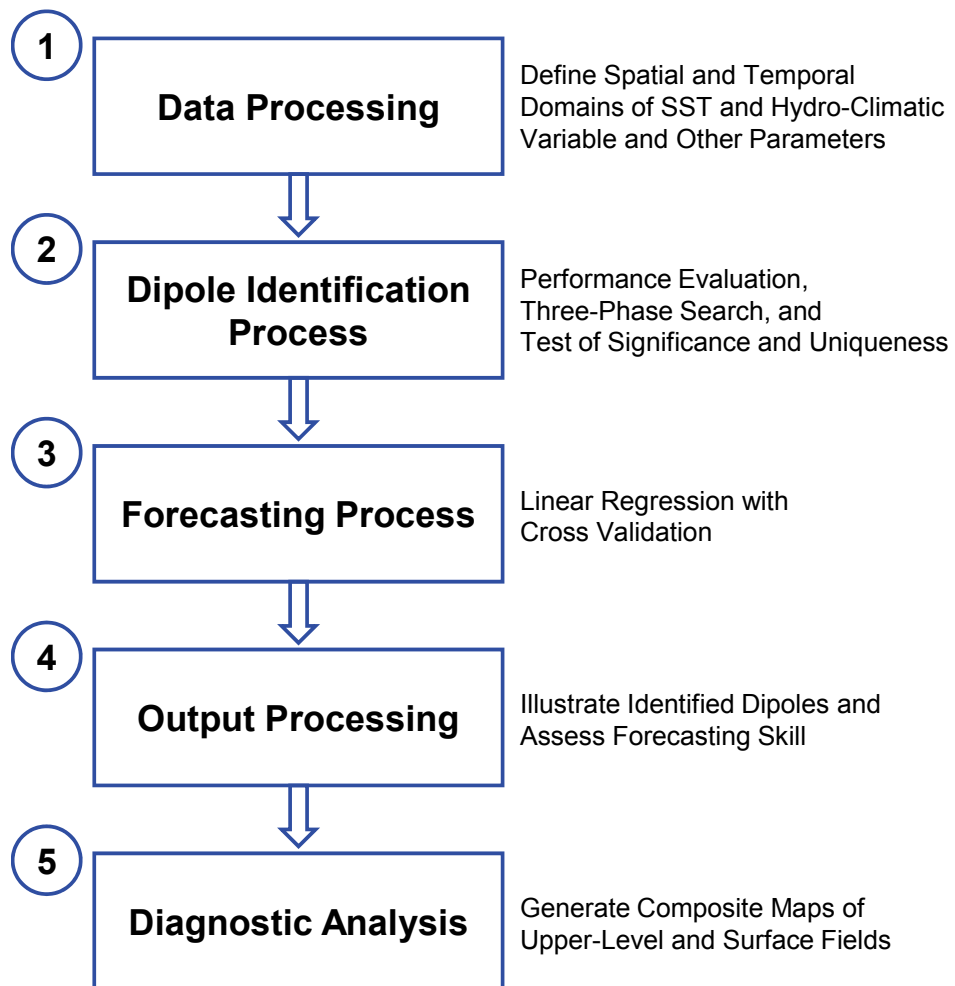 1
Data Processing
Define Spatial and Temporal
Domains of SST and Hydro-Climatic
Variable and Other Parameters
2
Dipole Identification
Process
Performance Evaluation,
Three-Phase Search, and
Test of Significance and Uniqueness
3
Forecasting Process
Linear Regression with
Cross Validation
4
Output Processing
Illustrate Identified Dipoles and
Assess Forecasting Skill
5
Diagnostic Analysis
Generate Composite Maps of
Upper-Level and Surface Fields